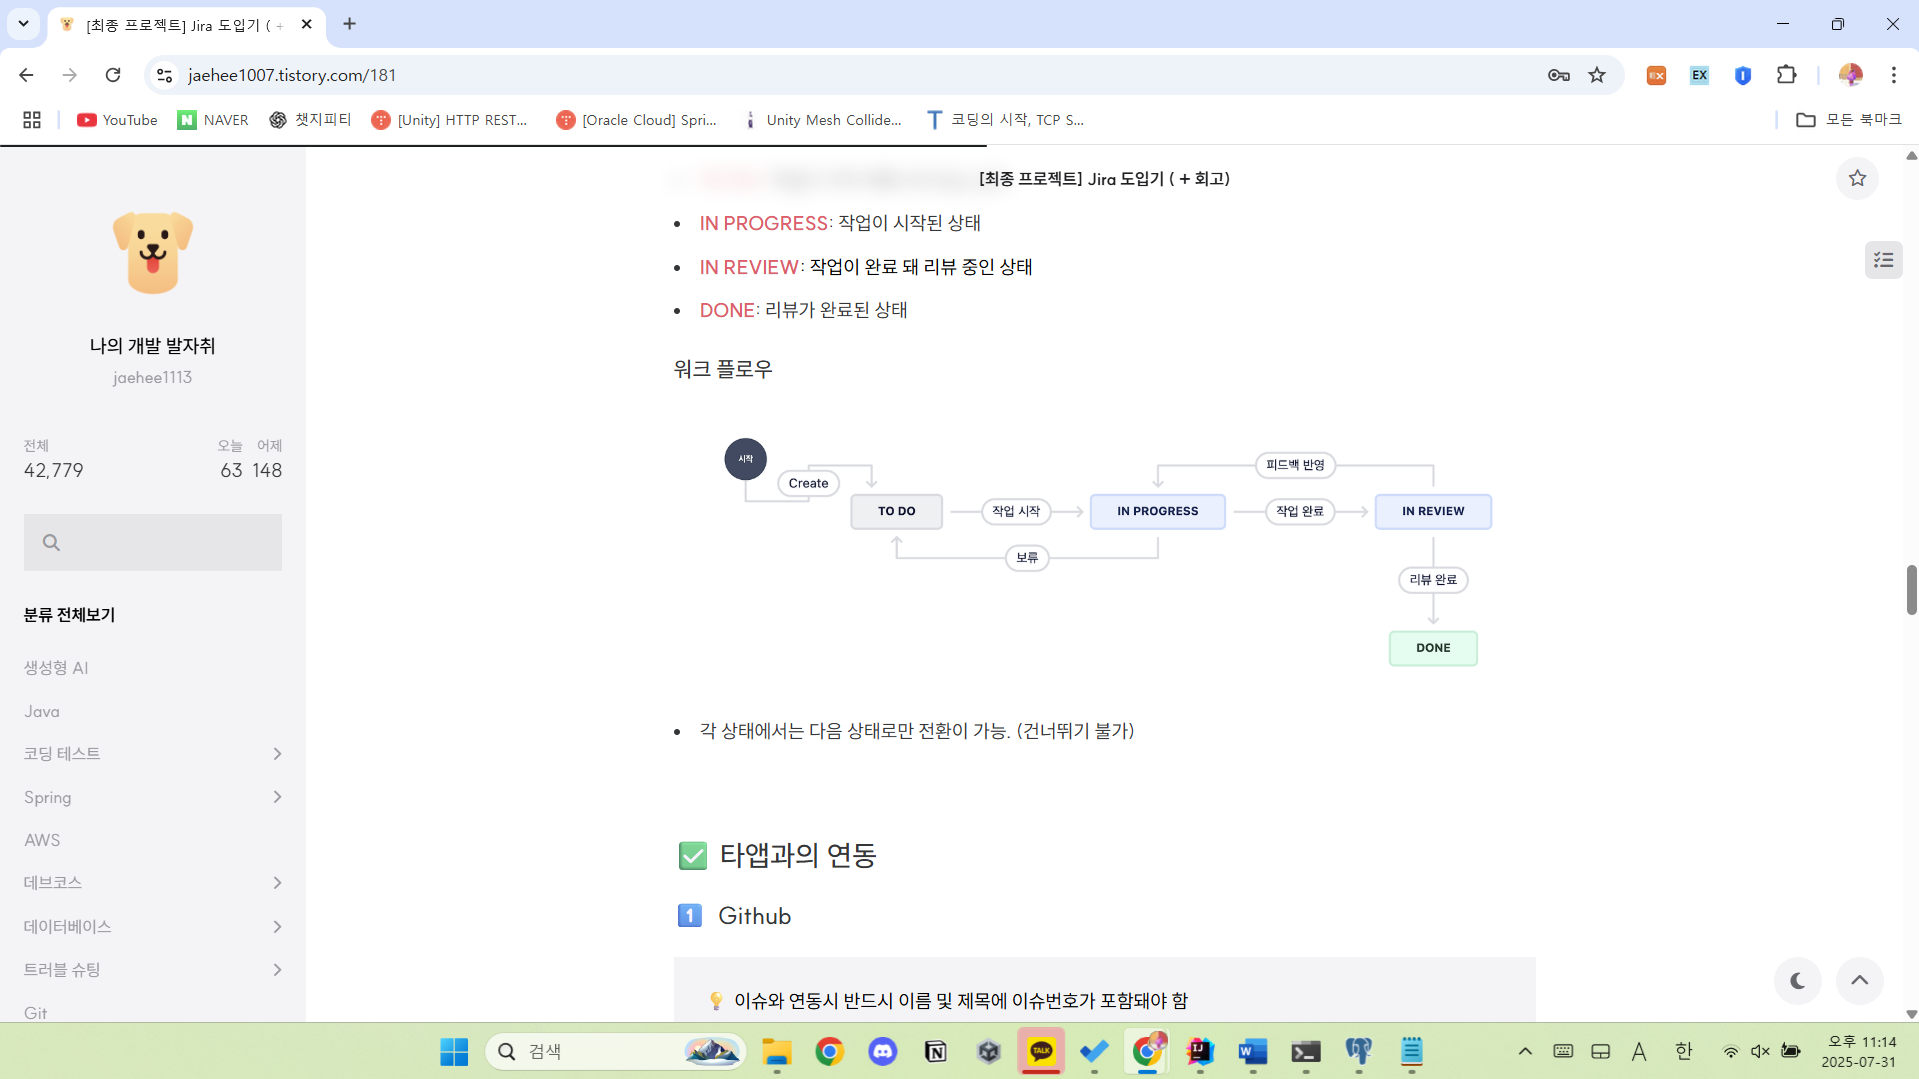 [최종 프로젝트] Jira 도입기 ( +
jaehee1007.tistory.com/181
EX
YouTube
NAVER
챗지피티
[Unity] HTTP REST...
[Oracle Cloud] Spri...
Unity Mesh Collide...
코딩의 시작, TCP S...
모든 북마크
나의 개발 발자취
jaehee1113
전체
오늘
어제
42,779
63
148
분류 전체보기
생성형 AI
Java
코딩 테스트
Spring
AWS
데브코스
데이터베이스
트러블 슈팅
Git
[최종 프로젝트] Jira 도입기 ( + 회고)
IN PROGRESS: 작업이 시작된 상태
IN REVIEW: 작업이 완료 돼 리뷰 중인 상태
DONE: 리뷰가 완료된 상태
워크 플로우
시작
Create
TO DO
작업 시작
IN PROGRESS
작업 완료
IN REVIEW
피드백 반영
보류
리뷰 완료
DONE
각 상태에서는 다음 상태로만 전환이 가능. (건너뛰기 불가)
타앱과의 연동
1 Github
이슈와 연동시 반드시 이름 및 제목에 이슈번호가 포함돼야 함
검색
TALK
A
한
오후 11:14
2025-07-31